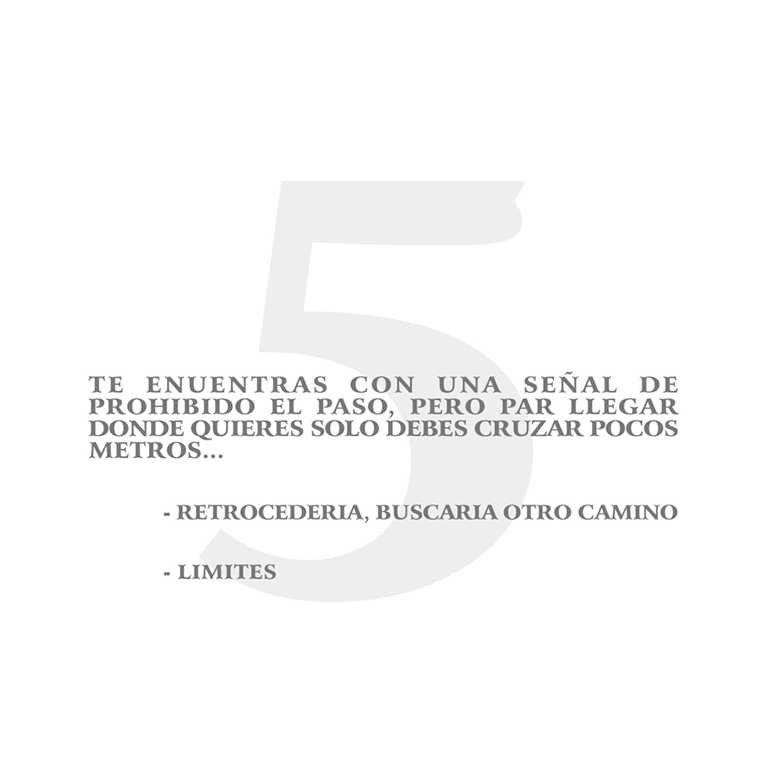 5
TE ENUENTRAS CON UNA SEÑAL DE
PROHIBIDO EL PASO, PERO PAR LLEGAR
DONDE QUIERES SOLO DEBES CRUZAR POCOS
METROS...
- RETROCEDERIA, BUSCARIA OTRO CAMINO
- LIMITES